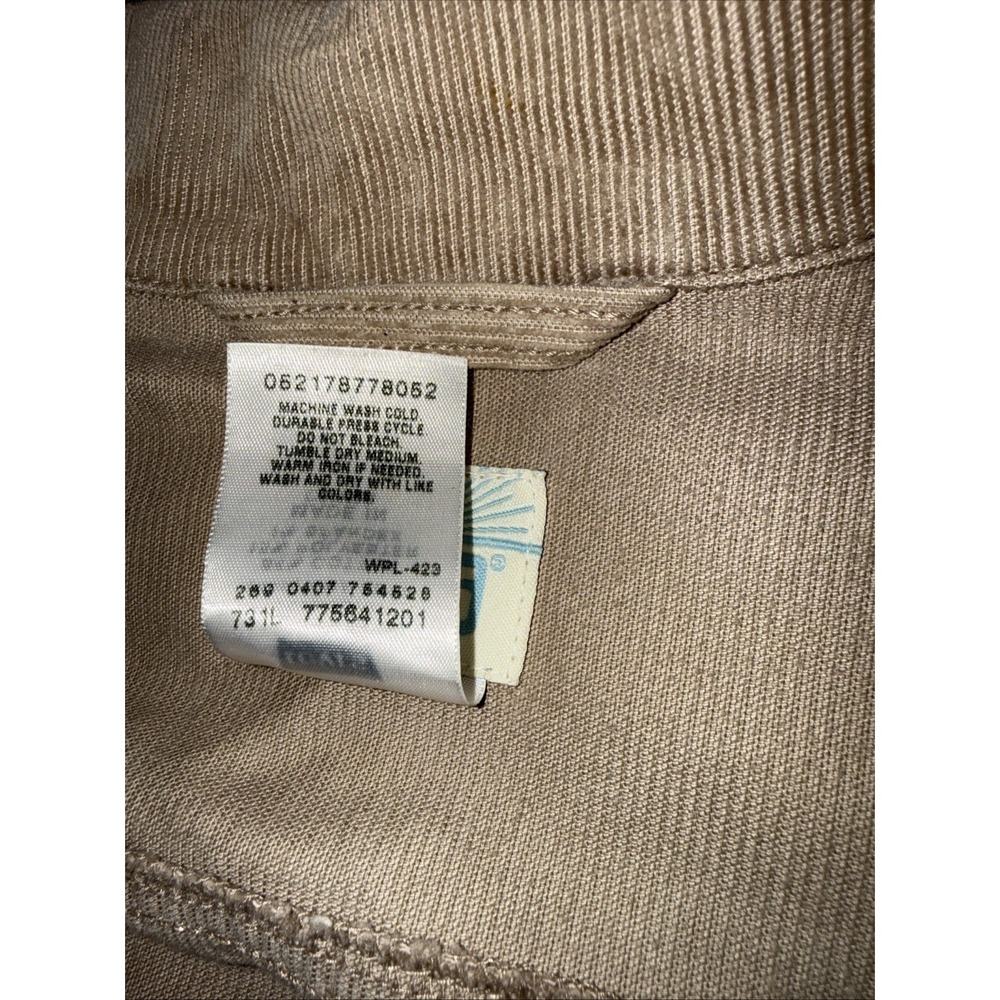 052178778052
MACHINE WASH COLD
DURABLE PRESS CYCLE
DO NOT BLEACH.
TUMBLE DRY MEDIUM
WARM IRON IF NEEDED.
WASH AND DRY WITH LIKE
COLORS.
WPL-423
269 0407 754528
731L 775641201
®